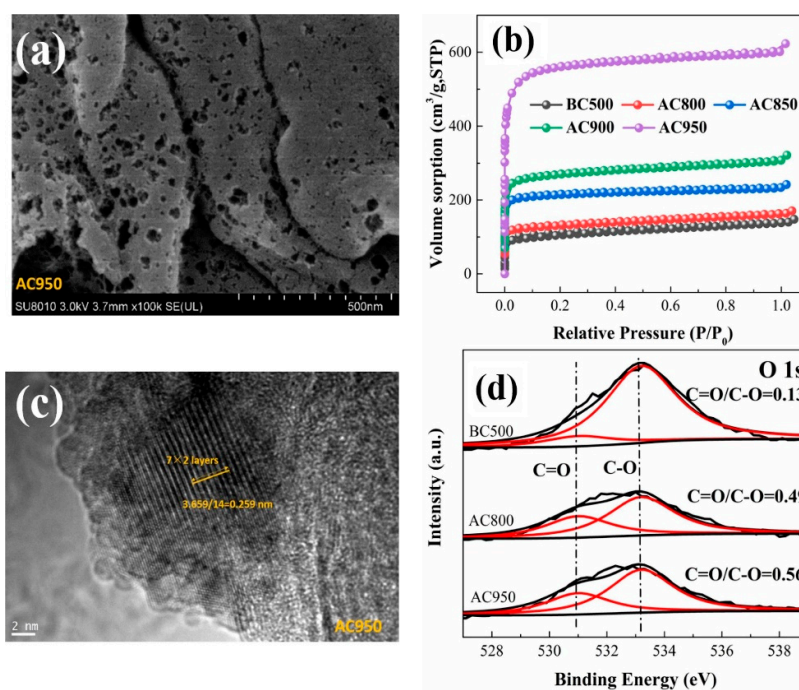 (a)
AC950
SU8010 3.0kV 3.7mm x100k SE(UL)
500nm
(b)
Volume sorption (cm³/g,STP)
600
400
200
0
BC500 AC800 AC850
AC900 AC950
0.0 0.2 0.4 0.6 0.8 1.0
Relative Pressure (P/P₀)
(c)
7×2 layers
3.659/14=0.259 nm
2 nm
AC950
(d)
O 1s
C=O/C-O=0.13
BC500
C=O
C-O
C=O/C-O=0.49
AC800
C=O/C-O=0.56
AC950
Intensity (a.u.)
528 530 532 534 536 538
Binding Energy (eV)